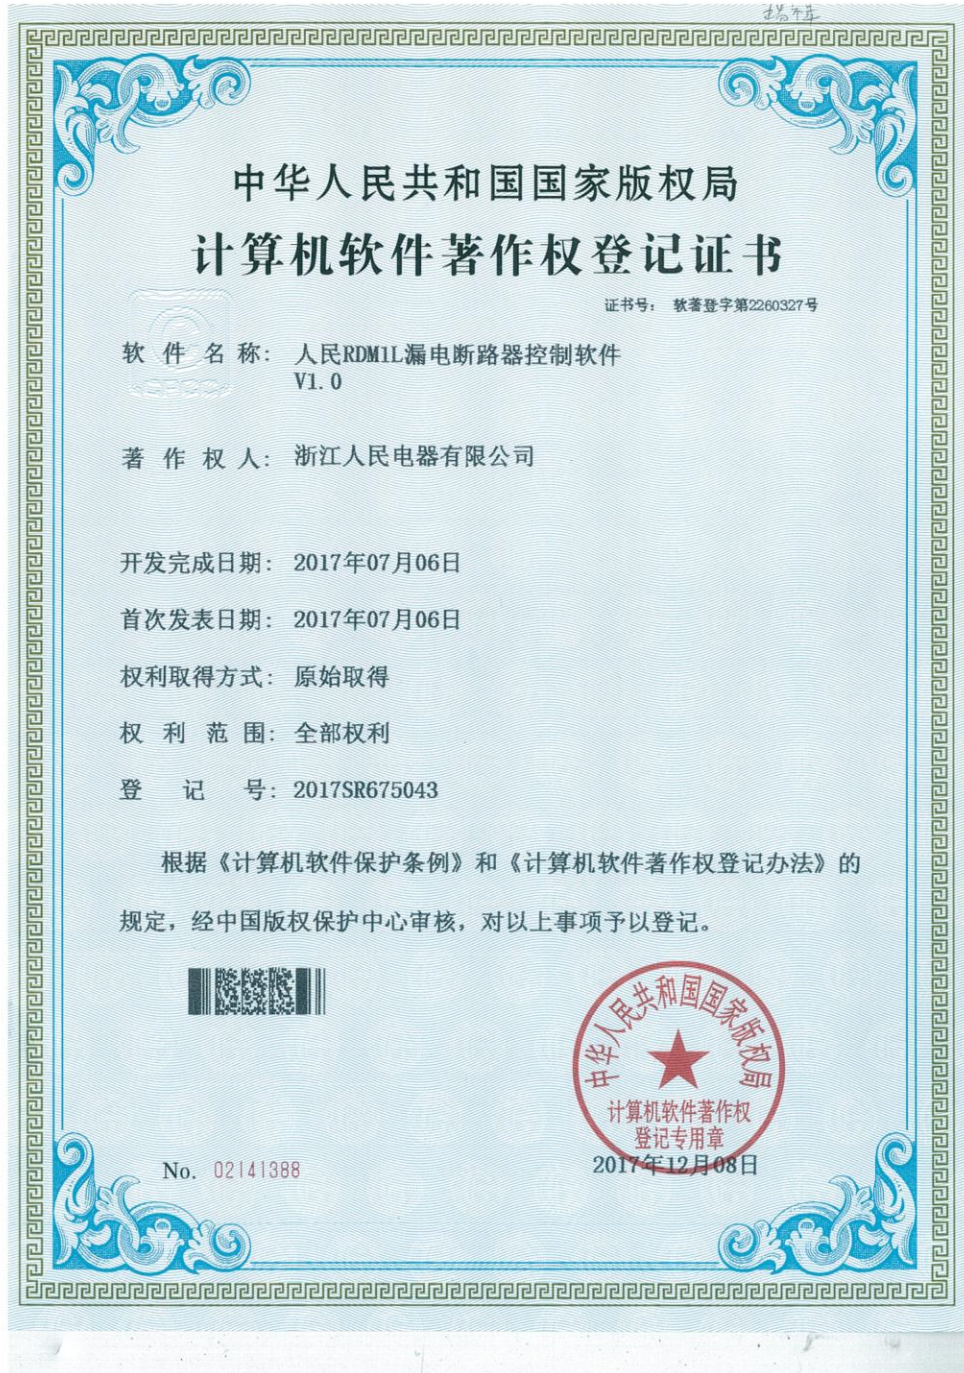 中华人民共和国国家版权局
计算机软件著作权登记证书
证书号： 软著登字第2260327号
软件名称： 人民RDM1L漏电断路器控制软件
V1.0
著作权人： 浙江人民电器有限公司
开发完成日期： 2017年07月06日
首次发表日期： 2017年07月06日
权利取得方式： 原始取得
权利范围： 全部权利
登记号： 2017SR675043
根据《计算机软件保护条例》和《计算机软件著作权登记办法》的
规定，经中国版权保护中心审核，对以上事项予以登记。
中华人民共和国国家版权局
计算机软件著作权
登记专用章
2017年12月08日
No. 02141388